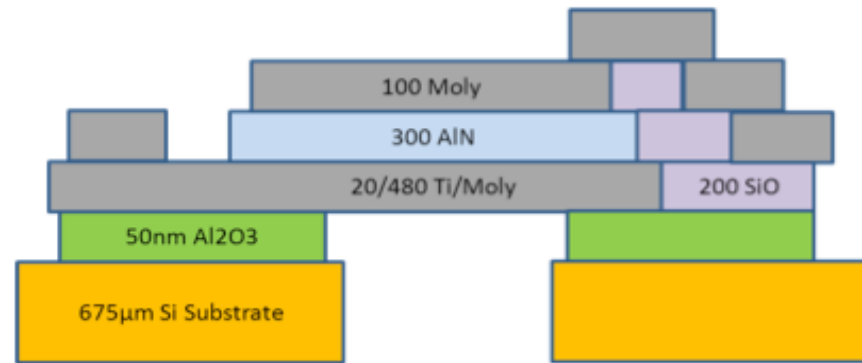 100 Moly
300 AlN
20/480 Ti/Moly
200 SiO
50nm Al2O3
675µm Si Substrate